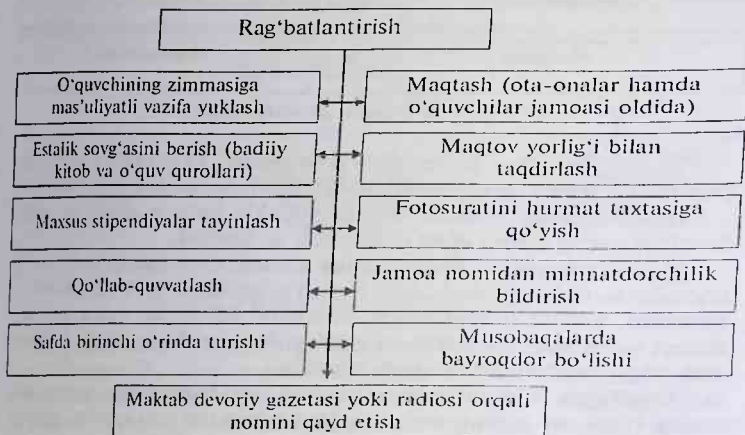 Rag‘batlantirish
O‘quvchining zimmasiga
mas’uliyatli vazifa yuklash
Maqtash (ota-onalar hamda
o‘quvchilar jamoasi oldida)
Estalik sovg‘asini berish (badiiy
kitob va o‘quv qurollari)
Maqtov yorlig‘i bilan
taqdirlash
Maxsus stipendiyalar tayinlash
Fotosuratini hurmat taxtasiga
qo‘yish
Qo‘llab-quvvatlash
Jamoa nomidan minnatdorchilik
bildirish
Safda birinchi o‘rinda turishi
Musobaqalarda
bayroqdor bo‘lishi
Maktab devoriy gazetasi yoki radiosi orqali
nomini qayd etish